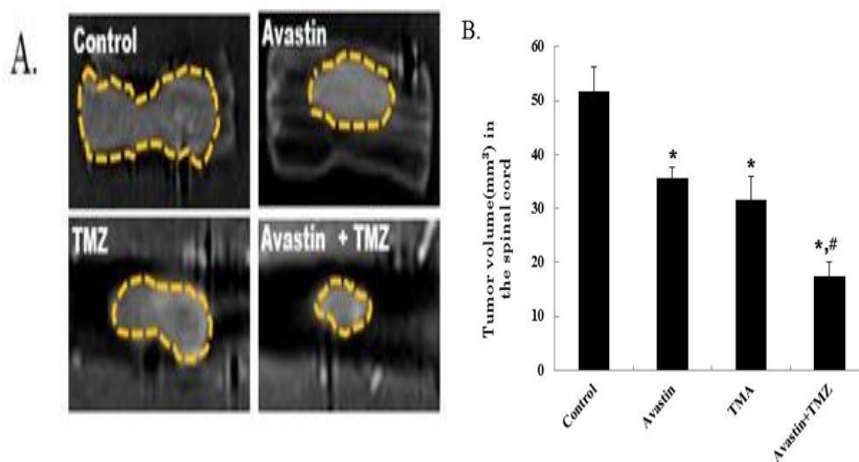 A.
Control
Avastin
TMZ
Avastin + TMZ
B.
Tumor volume(mm³) in
the spinal cord
60
50
40
30
20
10
0
*
*
*,#
Control
Avastin
TMA
Avastin+TMZ